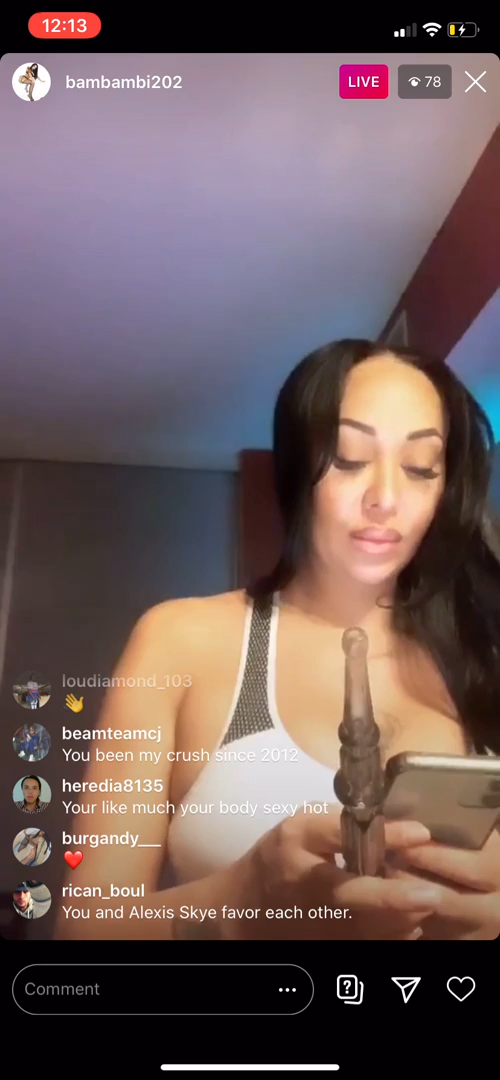 12:13
bambambi202
LIVE
78
loudiamond_103
👋
beamteamcj
You been my crush since 2012
heredia8135
Your like much your body sexy hot
burgandy___
❤️
rican_boul
You and Alexis Skye favor each other.
Comment